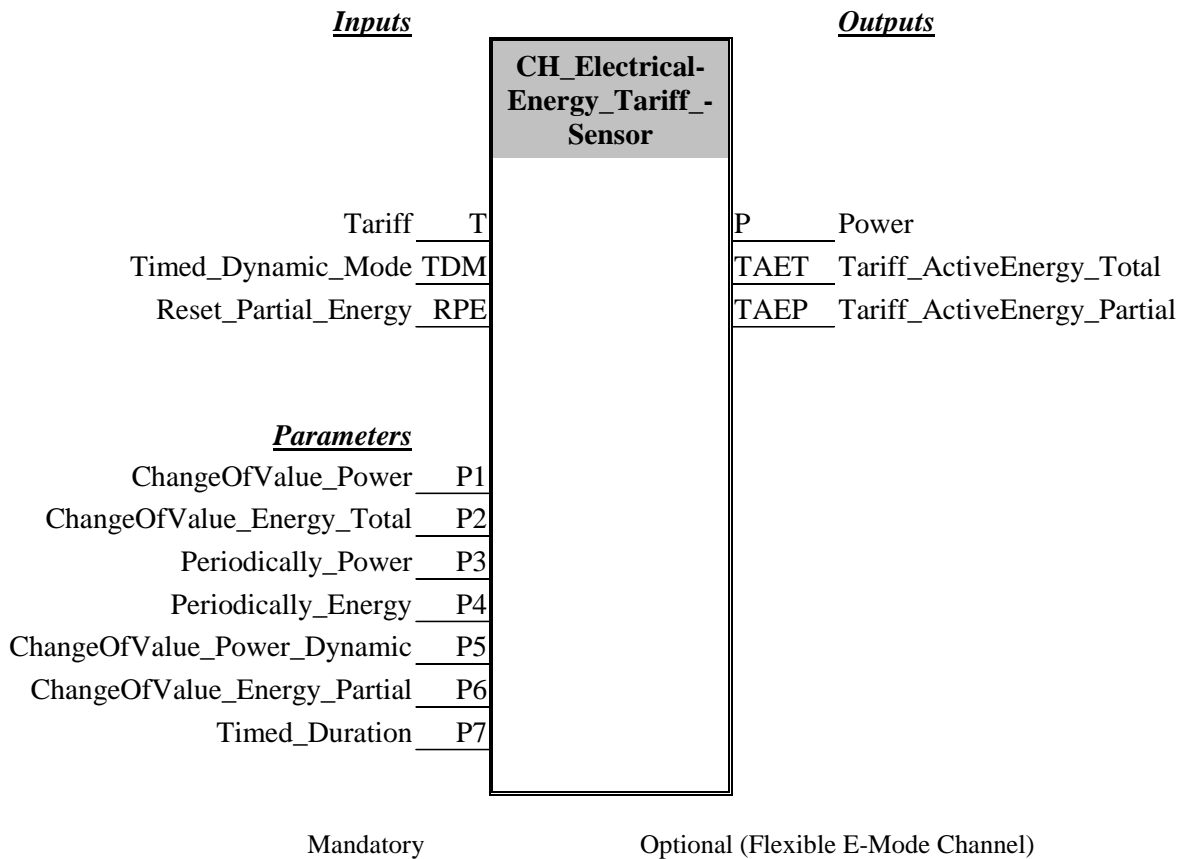 Inputs Outputs
CH_Electrical-
Energy_Tariff_-
Sensor
Tariff T P Power
Timed_Dynamic_Mode TDM TAET Tariff_ActiveEnergy_Total
Reset_Partial_Energy RPE TAEP Tariff_ActiveEnergy_Partial
Parameters
ChangeOfValue_Power P1
ChangeOfValue_Energy_Total P2
Periodically_Power P3
Periodically_Energy P4
ChangeOfValue_Power_Dynamic P5
ChangeOfValue_Energy_Partial P6
Timed_Duration P7
Mandatory Optional (Flexible E-Mode Channel)